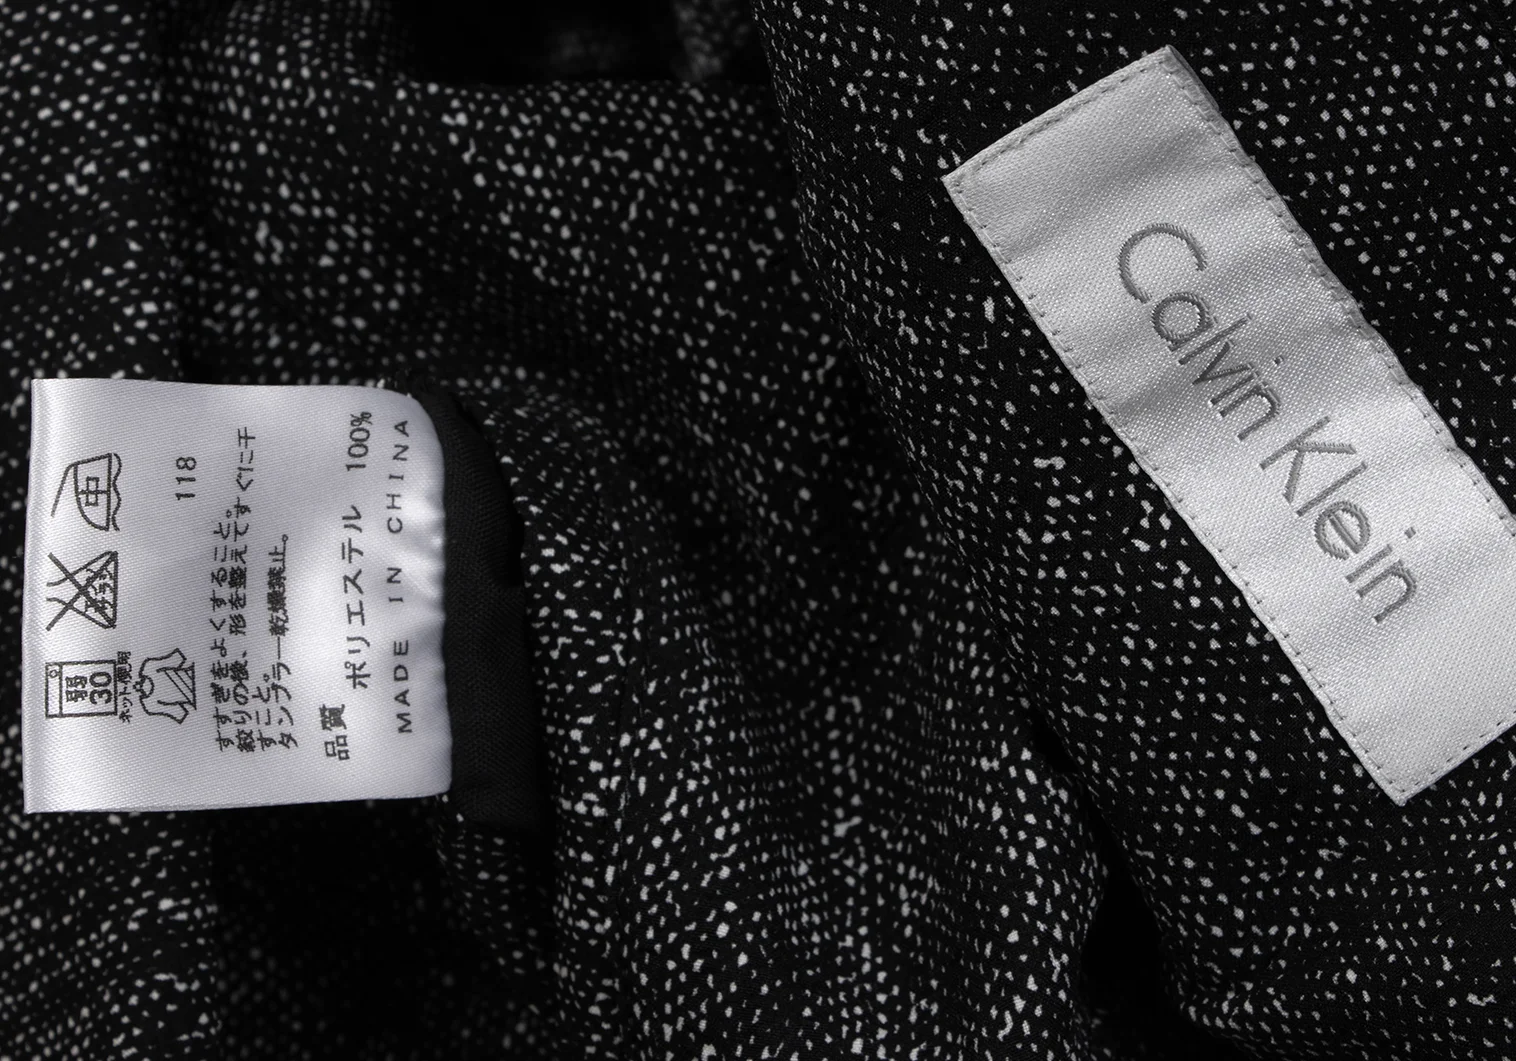 Calvin Klein
弱
30
ネット使用
中
118
すすぎをよくすること。
絞りの後、形を整えてすぐに干
すこと。
タンブラー乾燥禁止。
品質
ポリエステル 100%
MADE IN CHINA